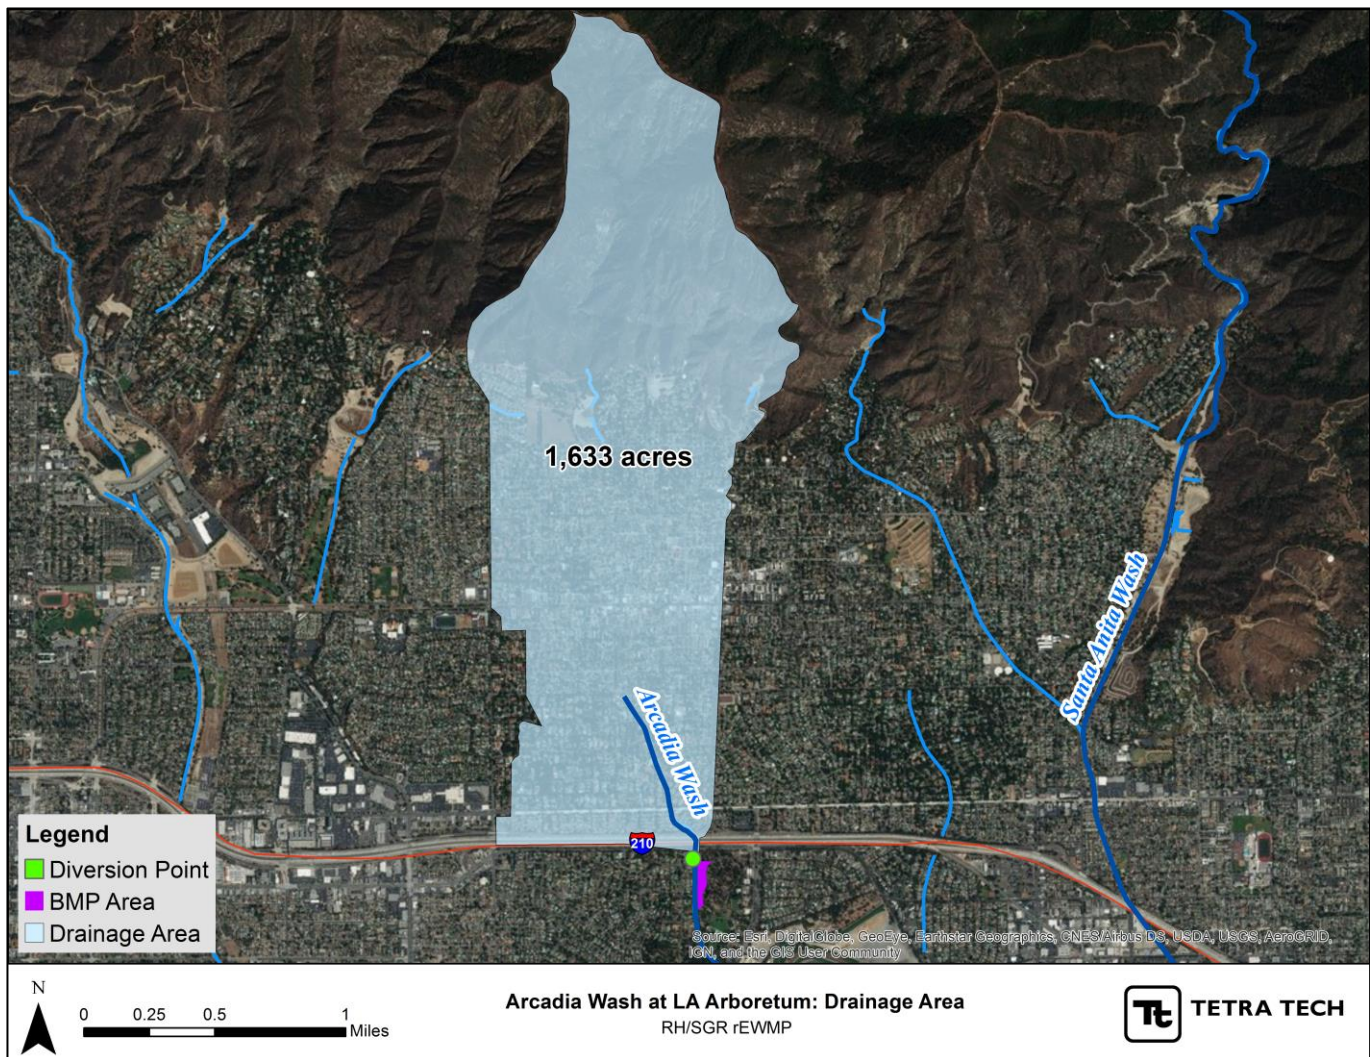 1,633 acres
Santa Anita Wash
Arcadia Wash
210
Legend
Diversion Point
BMP Area
Drainage Area
Source: Esri, DigitalGlobe, GeoEye, Earthstar Geographics, CNES/Airbus DS, USDA, USGS, AeroGRID,
IGN, and the GIS User Community
N
0 0.25 0.5 1
Miles
Arcadia Wash at LA Arboretum: Drainage Area
RH/SGR rEWMP
Tt TETRA TECH